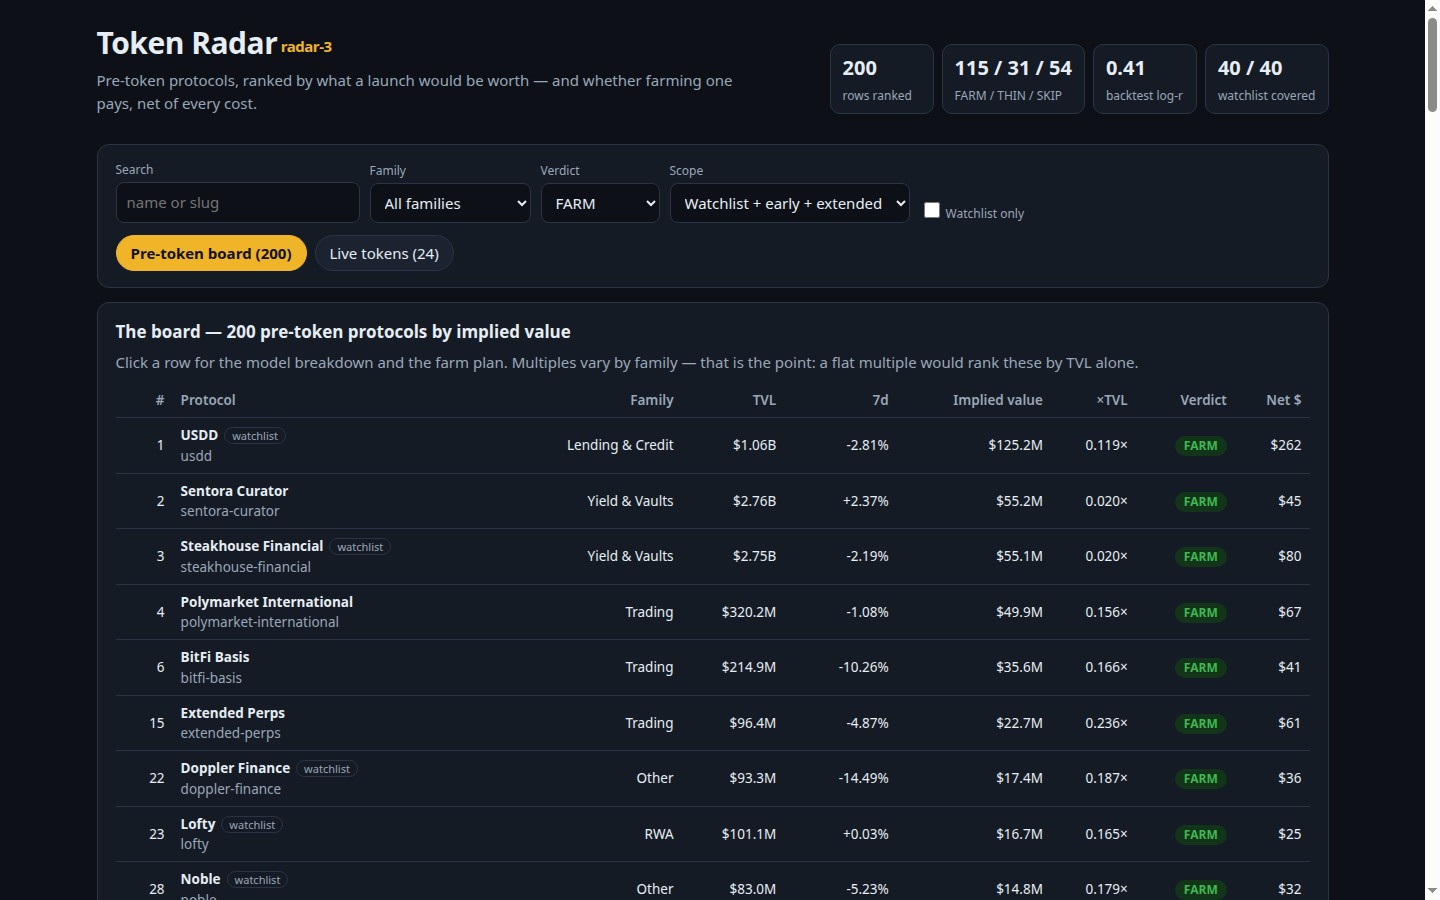 Token Radar radar-3
Pre-token protocols, ranked by what a launch would be worth — and whether farming one
pays, net of every cost.
200
rows ranked
115 / 31 / 54
FARM / THIN / SKIP
0.41
backtest log-r
40 / 40
watchlist covered
Search
name or slug
Family
All families
Verdict
FARM
Scope
Watchlist + early + extended
Watchlist only
Pre-token board (200)
Live tokens (24)
The board — 200 pre-token protocols by implied value
Click a row for the model breakdown and the farm plan. Multiples vary by family — that is the point: a flat multiple would rank these by TVL alone.
# Protocol Family TVL 7d Implied value ×TVL Verdict Net $
1 USDD watchlist Lending & Credit $1.06B -2.81% $125.2M 0.119× FARM $262
usdd
2 Sentora Curator Yield & Vaults $2.76B +2.37% $55.2M 0.020× FARM $45
sentora-curator
3 Steakhouse Financial watchlist Yield & Vaults $2.75B -2.19% $55.1M 0.020× FARM $80
steakhouse-financial
4 Polymarket International Trading $320.2M -1.08% $49.9M 0.156× FARM $67
polymarket-international
6 BitFi Basis Trading $214.9M -10.26% $35.6M 0.166× FARM $41
bitfi-basis
15 Extended Perps Trading $96.4M -4.87% $22.7M 0.236× FARM $61
extended-perps
22 Doppler Finance watchlist Other $93.3M -14.49% $17.4M 0.187× FARM $36
doppler-finance
23 Lofty watchlist RWA $101.1M +0.03% $16.7M 0.165× FARM $25
lofty
28 Noble watchlist Other $83.0M -5.23% $14.8M 0.179× FARM $32